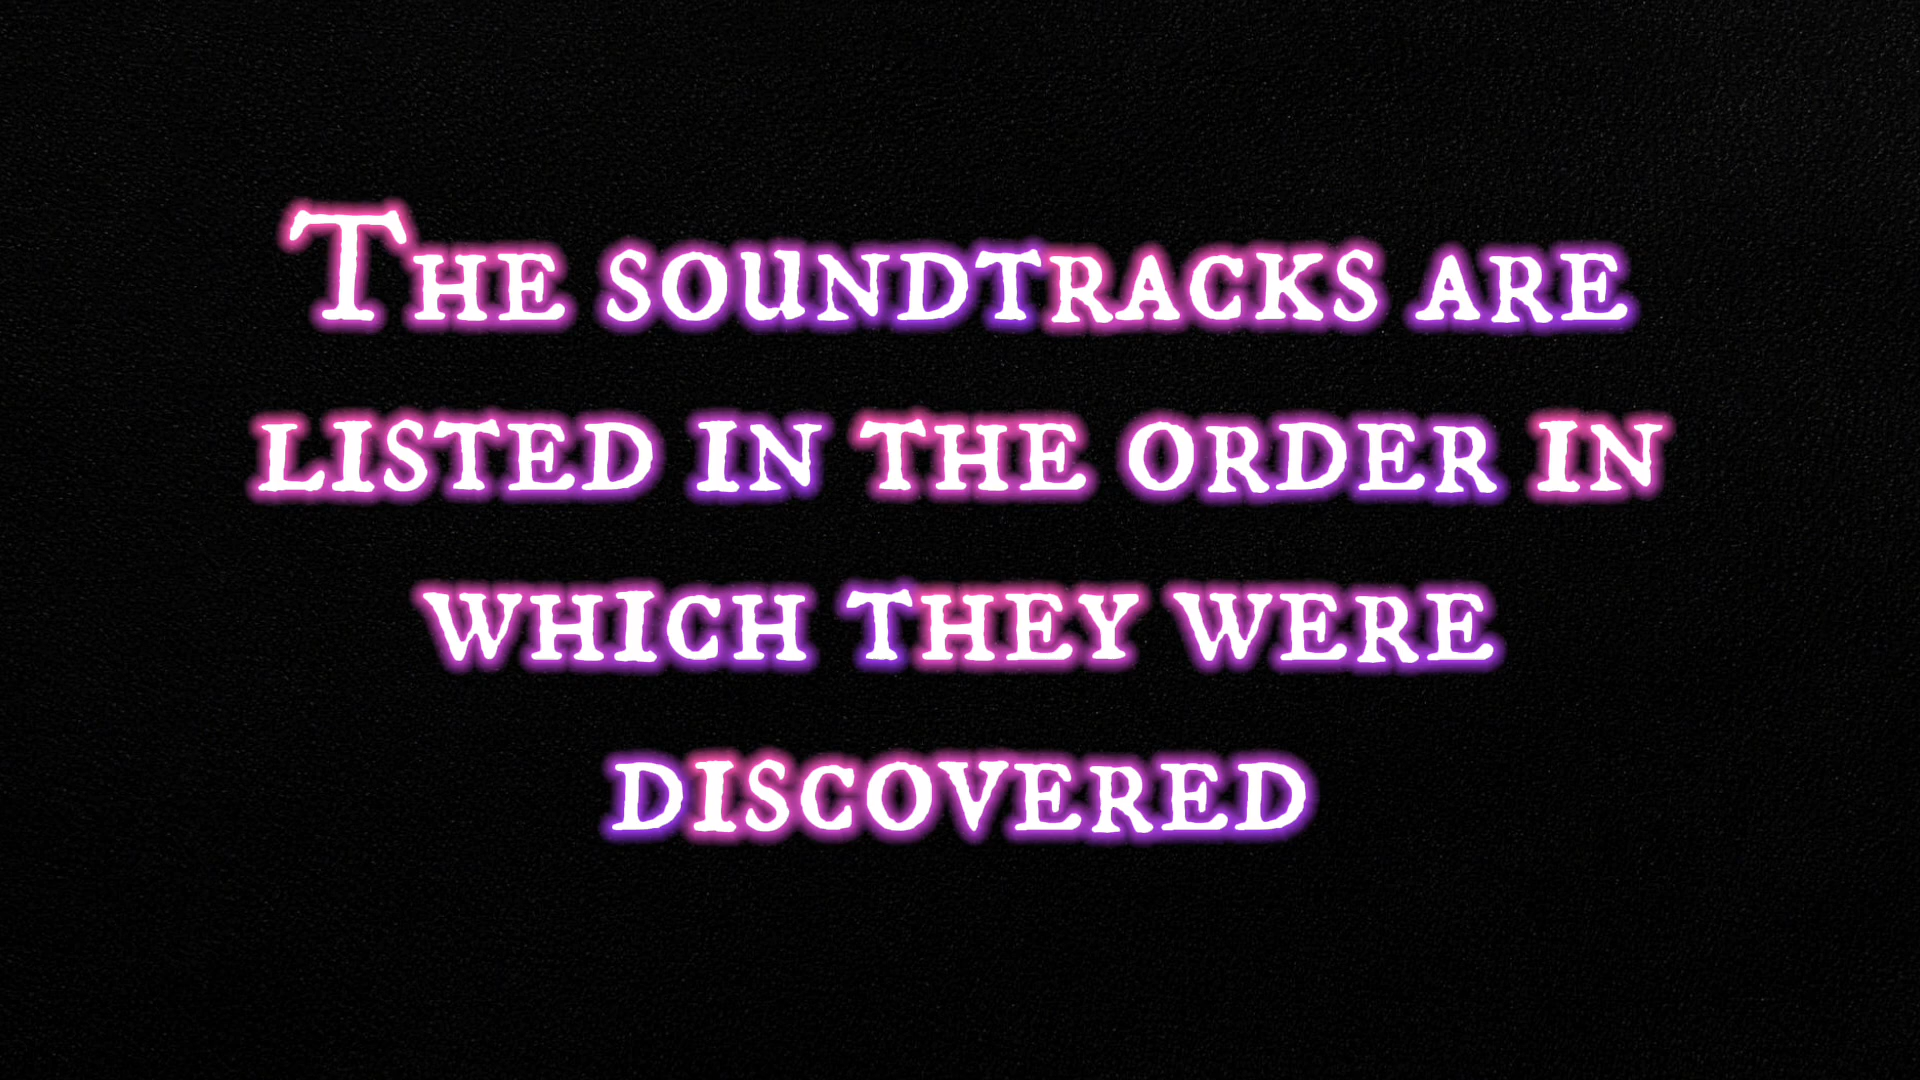 The soundtracks are
listed in the order in
which they were
discovered